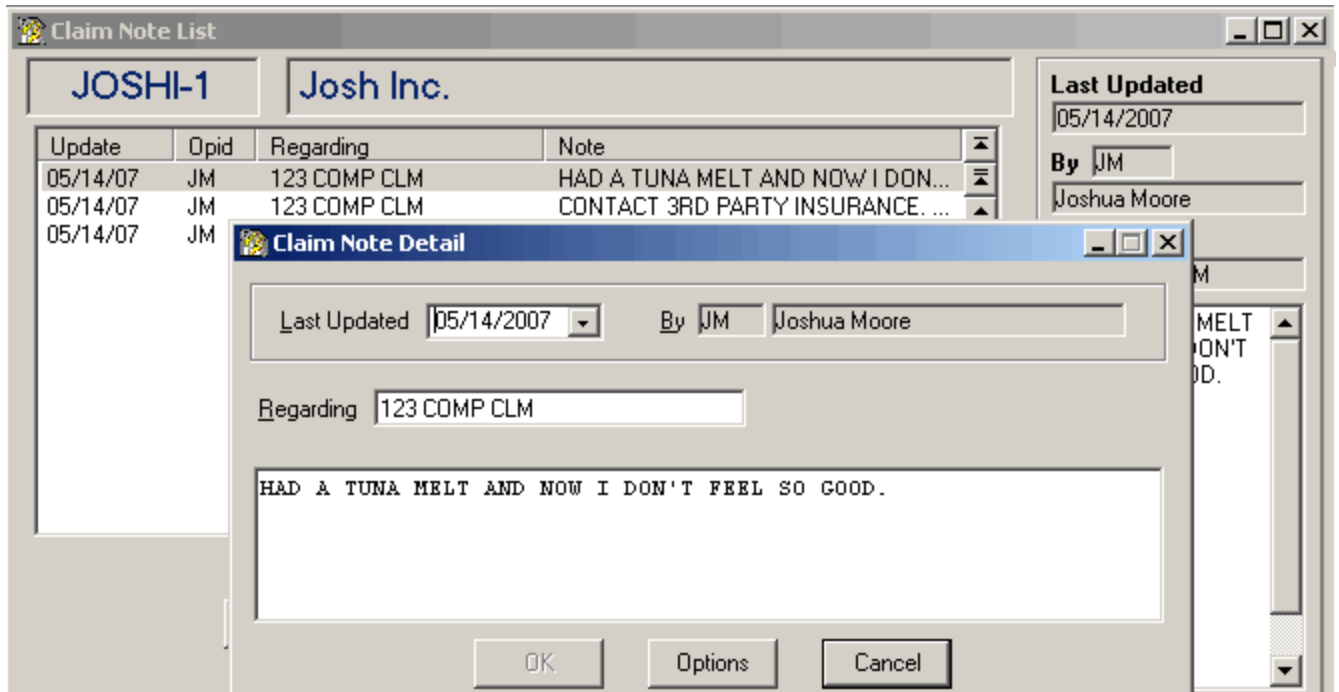 Claim Note List
JOSHI-1 Josh Inc.
Last Updated
05/14/2007
By JM
Joshua Moore
Update Opid Regarding Note
05/14/07 JM 123 COMP CLM HAD A TUNA MELT AND NOW I DON...
05/14/07 JM 123 COMP CLM CONTACT 3RD PARTY INSURANCE. ...
05/14/07 JM
Claim Note Detail
Last Updated 05/14/2007 By JM Joshua Moore
Regarding 123 COMP CLM
HAD A TUNA MELT AND NOW I DON'T FEEL SO GOOD.
OK Options Cancel
MELT